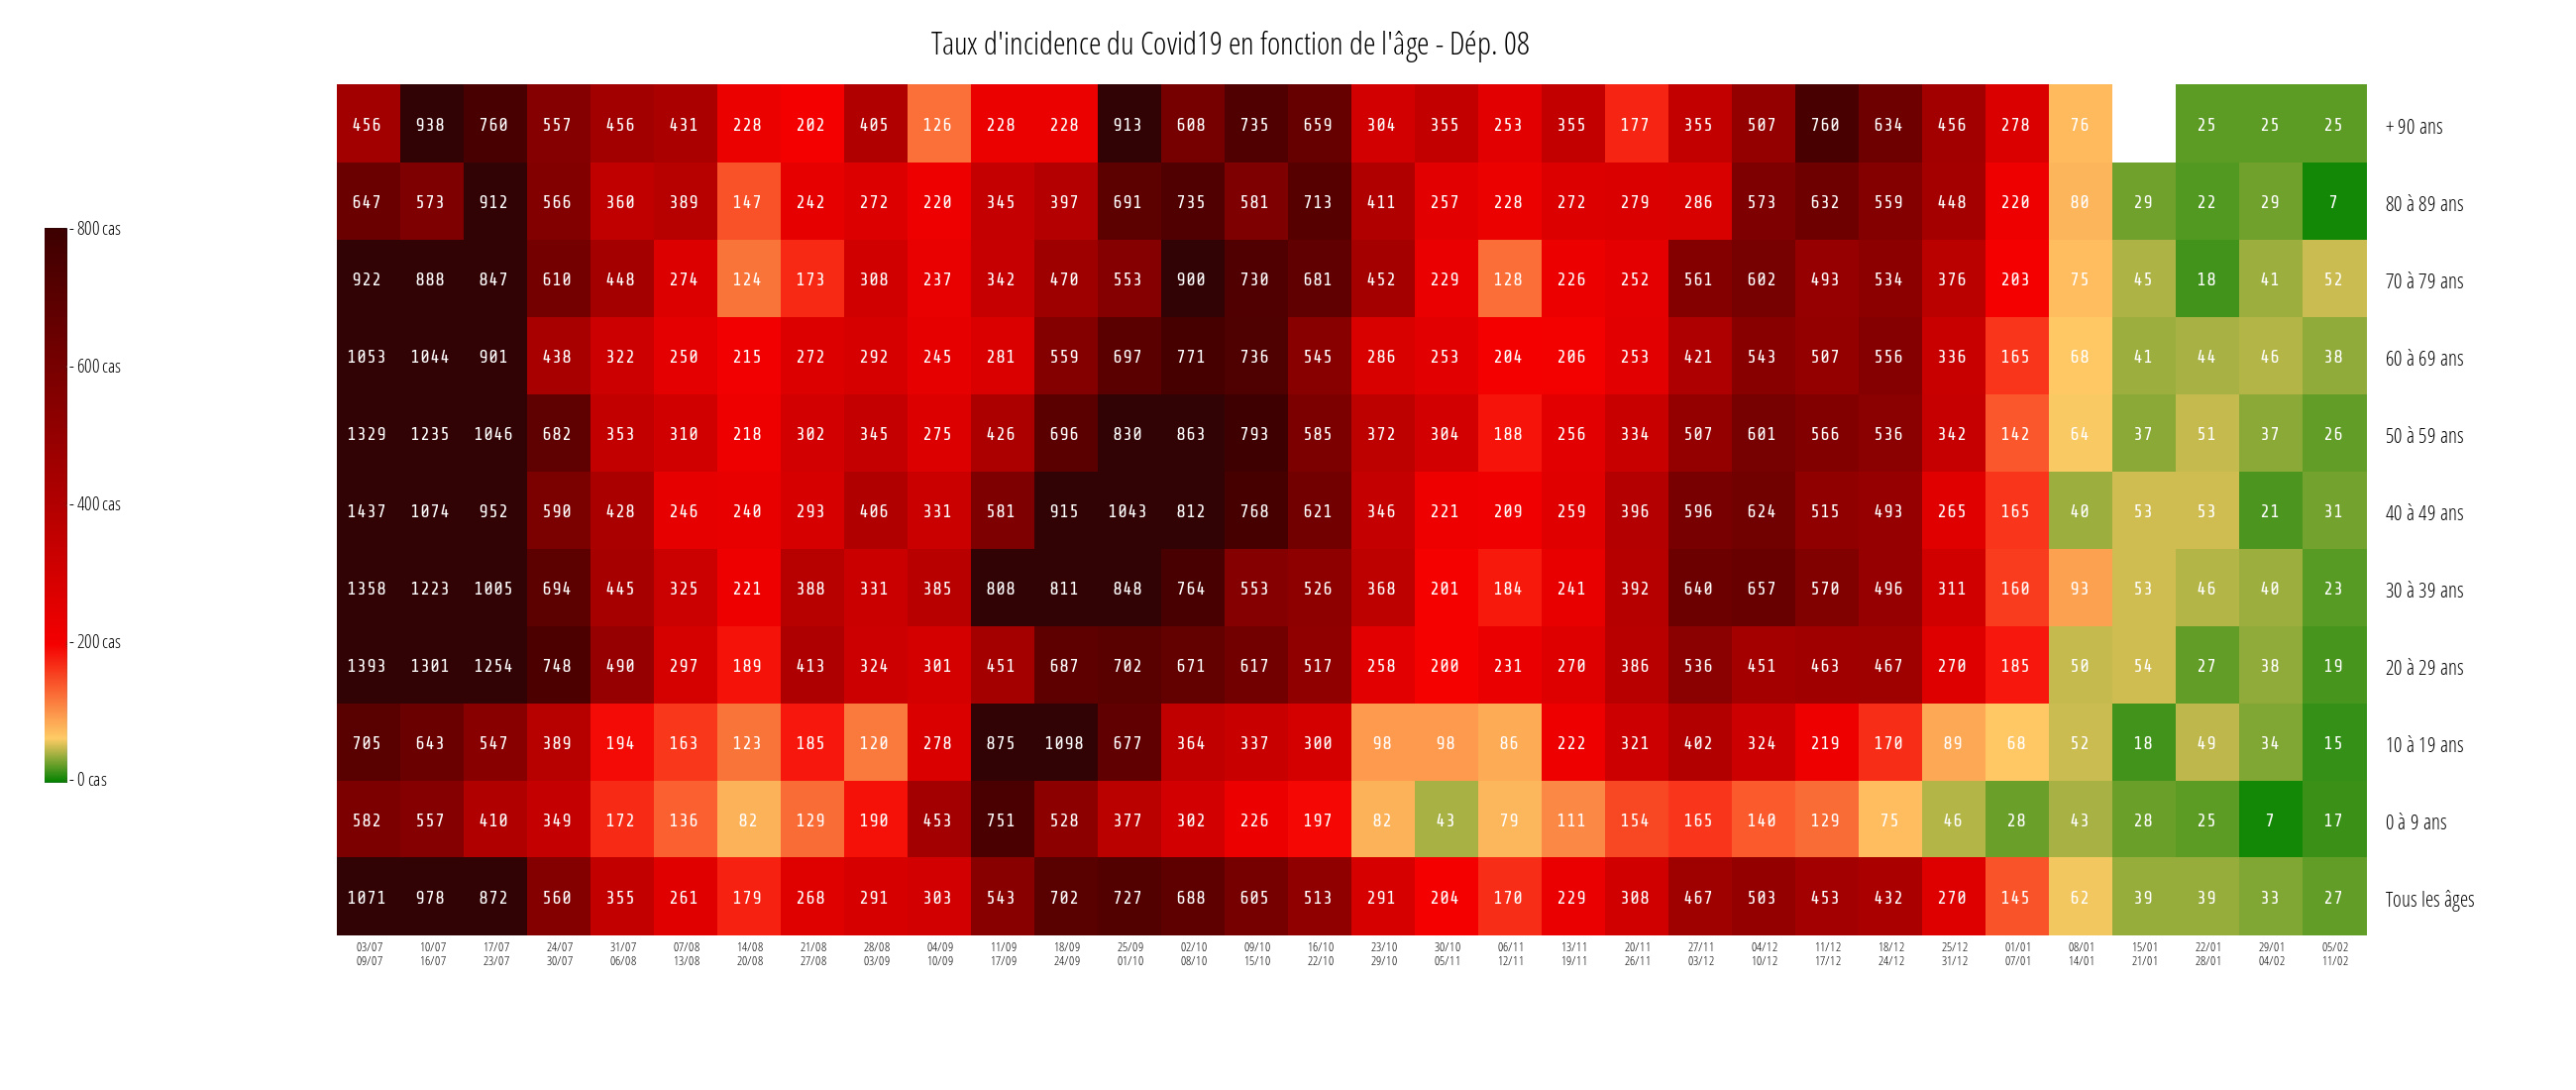 Taux d'incidence du Covid19 en fonction de l'âge - Dép. 08
- 800 cas
- 600 cas
- 400 cas
- 200 cas
- 0 cas
456 938 760 557 456 431 228 202 405 126 228 228 913 608 735 659 304 355 253 355 177 355 507 760 634 456 278 76 25 25 25 + 90 ans
647 573 912 566 360 389 147 242 272 220 345 397 691 735 581 713 411 257 228 272 279 286 573 632 559 448 220 80 29 22 29 7 80 à 89 ans
922 888 847 610 448 274 124 173 308 237 342 470 553 900 730 681 452 229 128 226 252 561 602 493 534 376 203 75 45 18 41 52 70 à 79 ans
1053 1044 901 438 322 250 215 272 292 245 281 559 697 771 736 545 286 253 204 206 253 421 543 507 556 336 165 68 41 44 46 38 60 à 69 ans
1329 1235 1046 682 353 310 218 302 345 275 426 696 830 863 793 585 372 304 188 256 334 507 601 566 536 342 142 64 37 51 37 26 50 à 59 ans
1437 1074 952 590 428 246 240 293 406 331 581 915 1043 812 768 621 346 221 209 259 396 596 624 515 493 265 165 40 53 53 21 31 40 à 49 ans
1358 1223 1005 694 445 325 221 388 331 385 808 811 848 764 553 526 368 201 184 241 392 640 657 570 496 311 160 93 53 46 40 23 30 à 39 ans
1393 1301 1254 748 490 297 189 413 324 301 451 687 702 671 617 517 258 200 231 270 386 536 451 463 467 270 185 50 54 27 38 19 20 à 29 ans
705 643 547 389 194 163 123 185 120 278 875 1098 677 364 337 300 98 98 86 222 321 402 324 219 170 89 68 52 18 49 34 15 10 à 19 ans
582 557 410 349 172 136 82 129 190 453 751 528 377 302 226 197 82 43 79 111 154 165 140 129 75 46 28 43 28 25 7 17 0 à 9 ans
1071 978 872 560 355 261 179 268 291 303 543 702 727 688 605 513 291 204 170 229 308 467 503 453 432 270 145 62 39 39 33 27 Tous les âges
03/07 10/07 17/07 24/07 31/07 07/08 14/08 21/08 28/08 04/09 11/09 18/09 25/09 02/10 09/10 16/10 23/10 30/10 06/11 13/11 20/11 27/11 04/12 11/12 18/12 25/12 01/01 08/01 15/01 22/01 29/01 05/02
09/07 16/07 23/07 30/07 06/08 13/08 20/08 27/08 03/09 10/09 17/09 24/09 01/10 08/10 15/10 22/10 29/10 05/11 12/11 19/11 26/11 03/12 10/12 17/12 24/12 31/12 07/01 14/01 21/01 28/01 04/02 11/02